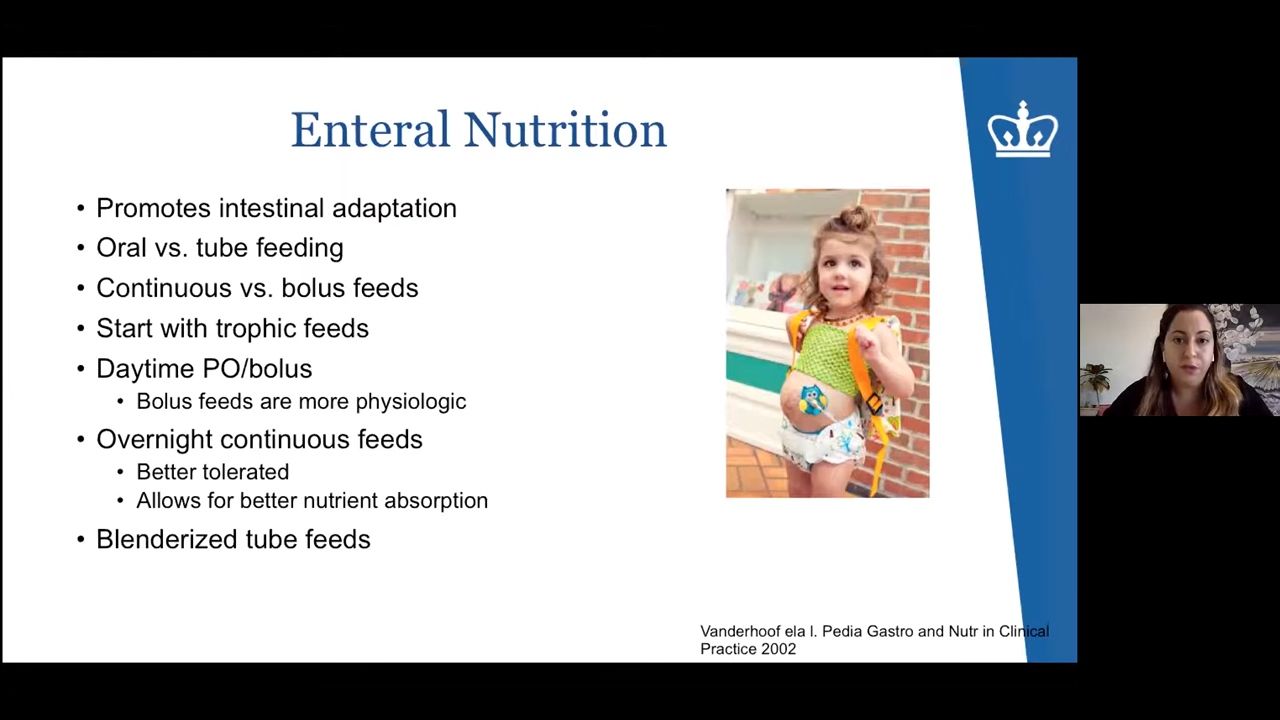 Enteral Nutrition
• Promotes intestinal adaptation
• Oral vs. tube feeding
• Continuous vs. bolus feeds
• Start with trophic feeds
• Daytime PO/bolus
• Bolus feeds are more physiologic
• Overnight continuous feeds
• Better tolerated
• Allows for better nutrient absorption
• Blenderized tube feeds
Vanderhoof ela l. Pedia Gastro and Nutr in Clinical
Practice 2002